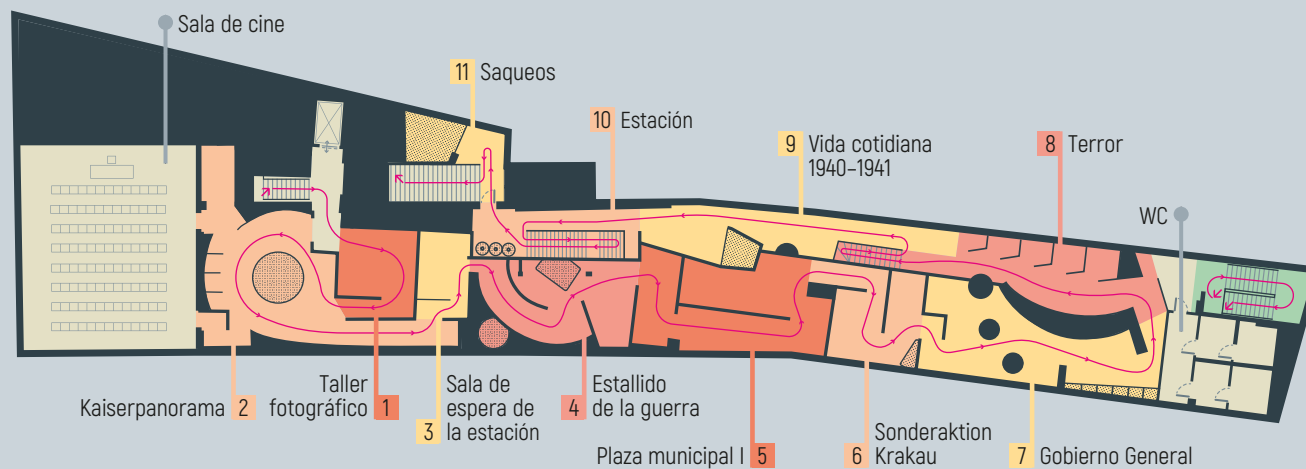 Sala de cine
11 Saqueos
10 Estación
9 Vida cotidiana
1940–1941
8 Terror
WC
Kaiserpanorama 2
Taller
fotográfico 1
3 Sala de
espera de
la estación
4 Estallido
de la guerra
Plaza municipal I 5
6 Sonderaktion
Krakau
7 Gobierno General